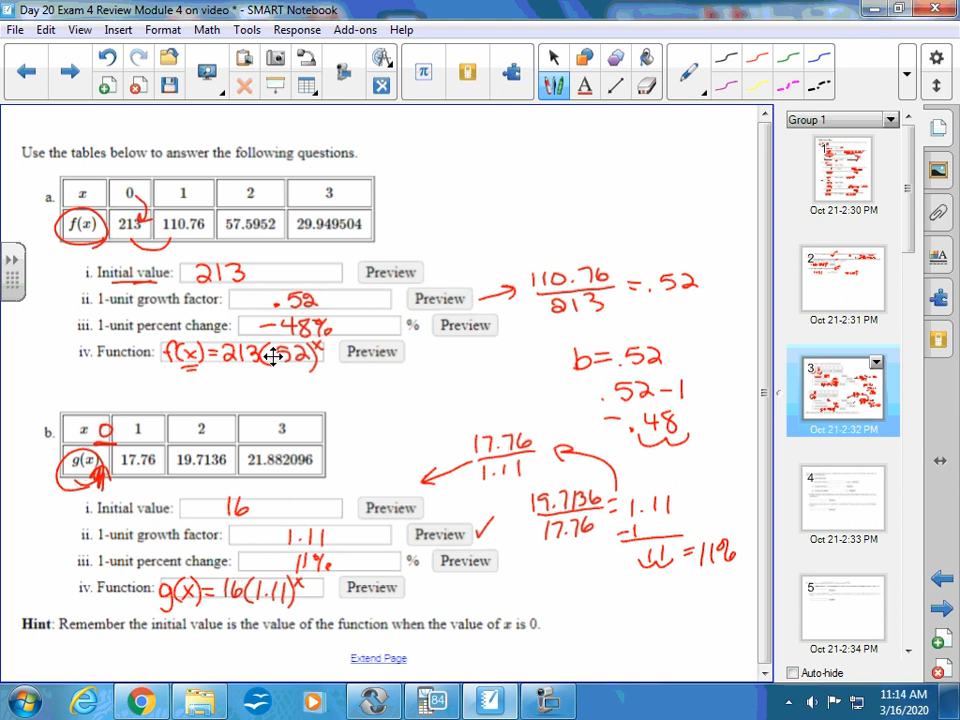 Day 20 Exam 4 Review Module 4 on video * - SMART Notebook
File Edit View Insert Format Math Tools Response Add-ons Help
Group 1
Use the tables below to answer the following questions.
a.
x 0 1 2 3
f(x) 213 110.76 57.5952 29.949504
i. Initial value: 213 Preview
ii. 1-unit growth factor: .52 Preview
110.76/213 = .52
iii. 1-unit percent change: -48% % Preview
iv. Function: f(x) = 213(.52)^x Preview
b = .52
.52 - 1
- .48
b.
x 0 1 2 3
g(x) 17.76 19.7136 21.882096
17.76/1.11
19.7136/17.76 = 1.11
-1
.11 = 11%
i. Initial value: 16 Preview
ii. 1-unit growth factor: 1.11 Preview ✓
iii. 1-unit percent change: 11% % Preview
iv. Function: g(x) = 16(1.11)^x Preview
Hint: Remember the initial value is the value of the function when the value of x is 0.
Extend Page
1
Oct 21-2:30 PM
2
Oct 21-2:31 PM
3
Oct 21-2:32 PM
4
Oct 21-2:33 PM
5
Oct 21-2:34 PM
Auto-hide
84
11:14 AM
3/16/2020